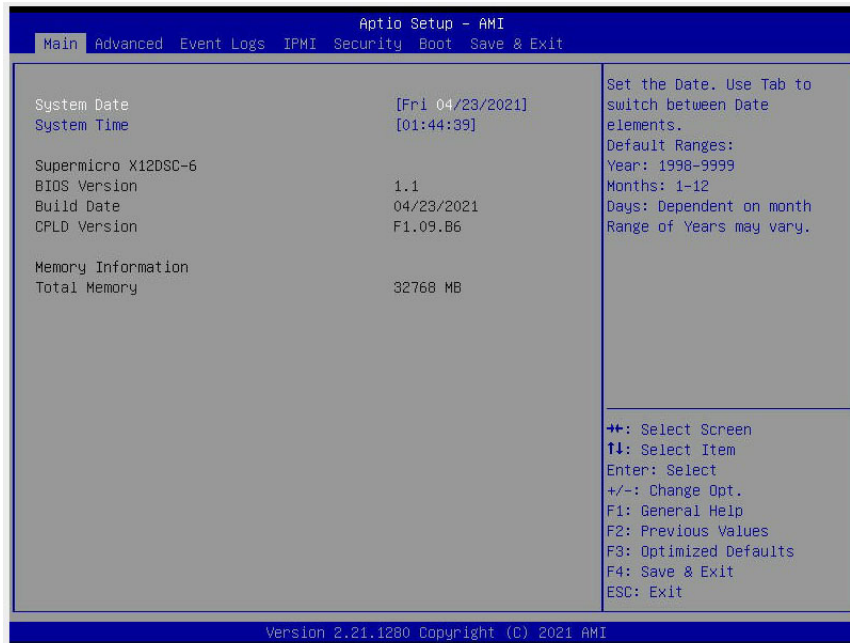 Aptio Setup – AMI
Main Advanced Event Logs IPMI Security Boot Save & Exit
System Date [Fri 04/23/2021]
System Time [01:44:39]
Supermicro X12DSC-6
BIOS Version 1.1
Build Date 04/23/2021
CPLD Version F1.09.B6
Memory Information
Total Memory 32768 MB
Set the Date. Use Tab to
switch between Date
elements.
Default Ranges:
Year: 1998-9999
Months: 1-12
Days: Dependent on month
Range of Years may vary.
→←: Select Screen
↑↓: Select Item
Enter: Select
+/-: Change Opt.
F1: General Help
F2: Previous Values
F3: Optimized Defaults
F4: Save & Exit
ESC: Exit
Version 2.21.1280 Copyright (C) 2021 AMI